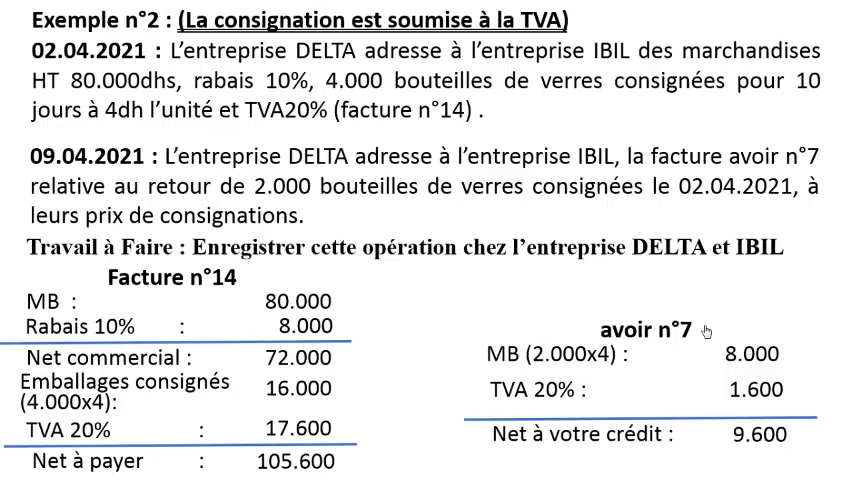 Exemple n°2 : (La consignation est soumise à la TVA)
02.04.2021 : L’entreprise DELTA adresse à l’entreprise IBIL des marchandises
HT 80.000dhs, rabais 10%, 4.000 bouteilles de verres consignées pour 10
jours à 4dh l’unité et TVA20% (facture n°14) .
09.04.2021 : L’entreprise DELTA adresse à l’entreprise IBIL, la facture avoir n°7
relative au retour de 2.000 bouteilles de verres consignées le 02.04.2021, à
leurs prix de consignations.
Travail à Faire : Enregistrer cette opération chez l’entreprise DELTA et IBIL
Facture n°14
MB : 80.000
Rabais 10% : 8.000
Net commercial : 72.000
Emballages consignés
(4.000x4): 16.000
TVA 20% : 17.600
Net à payer : 105.600
avoir n°7
MB (2.000x4) : 8.000
TVA 20% : 1.600
Net à votre crédit : 9.600